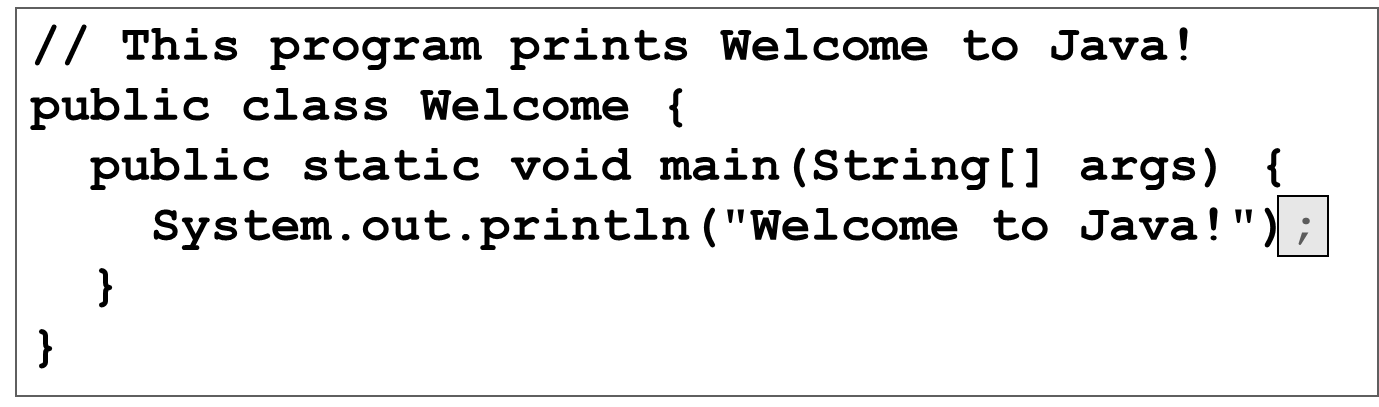 // This program prints Welcome to Java!
public class Welcome {
  public static void main(String[] args) {
    System.out.println("Welcome to Java!");
  }
}